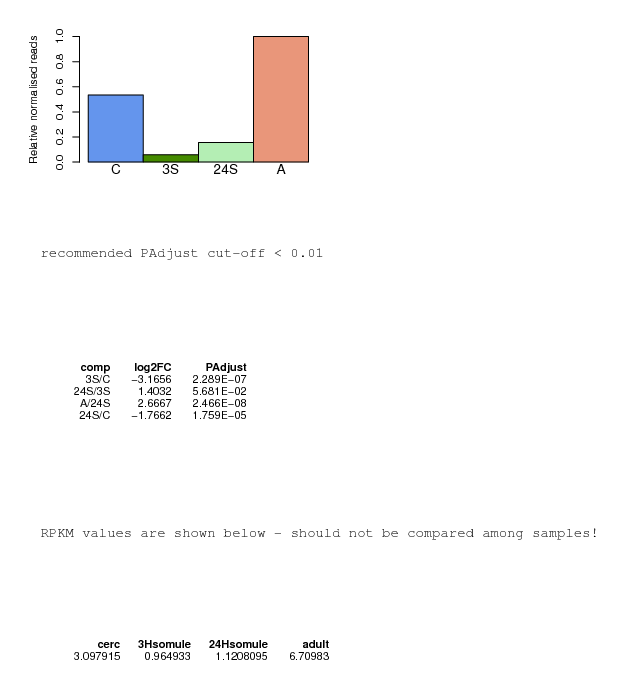 Relative normalised reads
1.0
0.8
0.6
0.4
0.2
0.0
C 3S 24S A
recommended PAdjust cut-off < 0.01
comp log2FC PAdjust
3S/C −3.1656 2.289E−07
24S/3S 1.4032 5.681E−02
A/24S 2.6667 2.466E−08
24S/C −1.7662 1.759E−05
RPKM values are shown below - should not be compared among samples!
cerc 3Hsomule 24Hsomule adult
3.097915 0.964933 1.1208095 6.70983